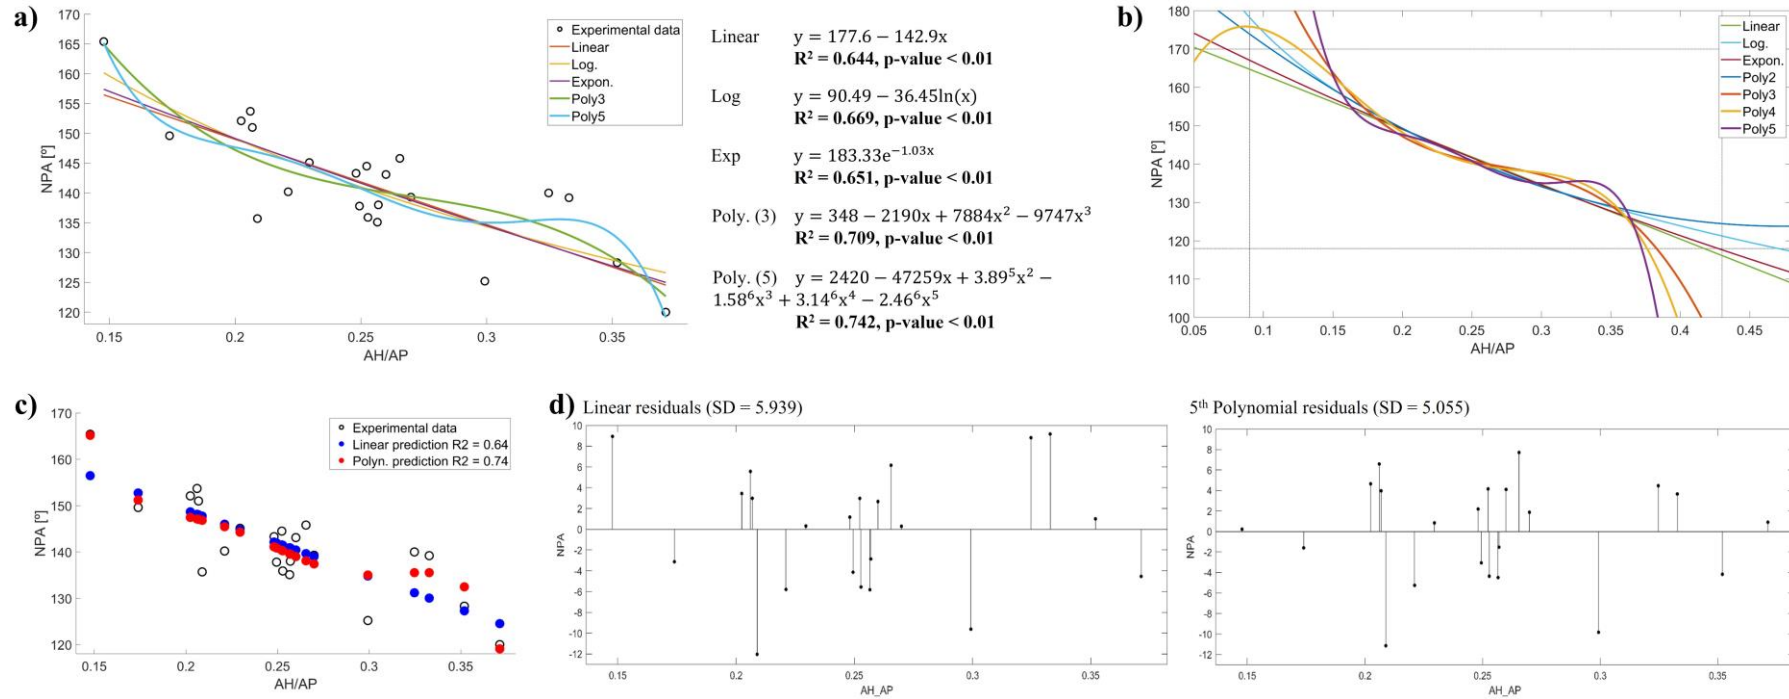 a)
170
165
160
155
150
145
140
135
130
125
120
NPA [º]
0.15 0.2 0.25 0.3 0.35
AH/AP
Experimental data
Linear
Log.
Expon.
Poly3
Poly5
Linear y = 177.6 − 142.9x
R² = 0.644, p-value < 0.01
Log y = 90.49 − 36.45ln(x)
R² = 0.669, p-value < 0.01
Exp y = 183.33e⁻¹·⁰³ˣ
R² = 0.651, p-value < 0.01
Poly. (3) y = 348 − 2190x + 7884x² − 9747x³
R² = 0.709, p-value < 0.01
Poly. (5) y = 2420 − 47259x + 3.89⁵x² −
1.58⁶x³ + 3.14⁶x⁴ − 2.46⁶x⁵
R² = 0.742, p-value < 0.01
b)
180
170
160
150
140
130
120
110
100
NPA [º]
0.05 0.1 0.15 0.2 0.25 0.3 0.35 0.4 0.45
AH/AP
Linear
Log.
Expon.
Poly2
Poly3
Poly4
Poly5
c)
170
160
150
140
130
120
NPA [º]
0.15 0.2 0.25 0.3 0.35
AH/AP
Experimental data
Linear prediction R2 = 0.64
Polyn. prediction R2 = 0.74
d) Linear residuals (SD = 5.939)
10
8
6
4
2
0
-2
-4
-6
-8
-10
-12
NPA
0.15 0.2 0.25 0.3 0.35
AH_AP
5th Polynomial residuals (SD = 5.055)
10
8
6
4
2
0
-2
-4
-6
-8
-10
-12
NPA
0.15 0.2 0.25 0.3 0.35
AH_AP